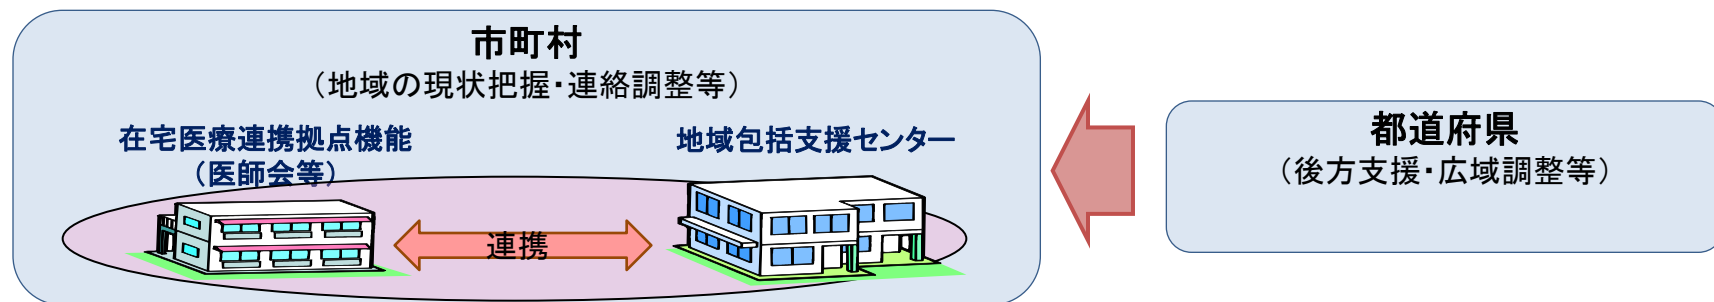 市町村
（地域の現状把握・連絡調整等）
在宅医療連携拠点機能
（医師会等）
地域包括支援センター
連携
都道府県
（後方支援・広域調整等）